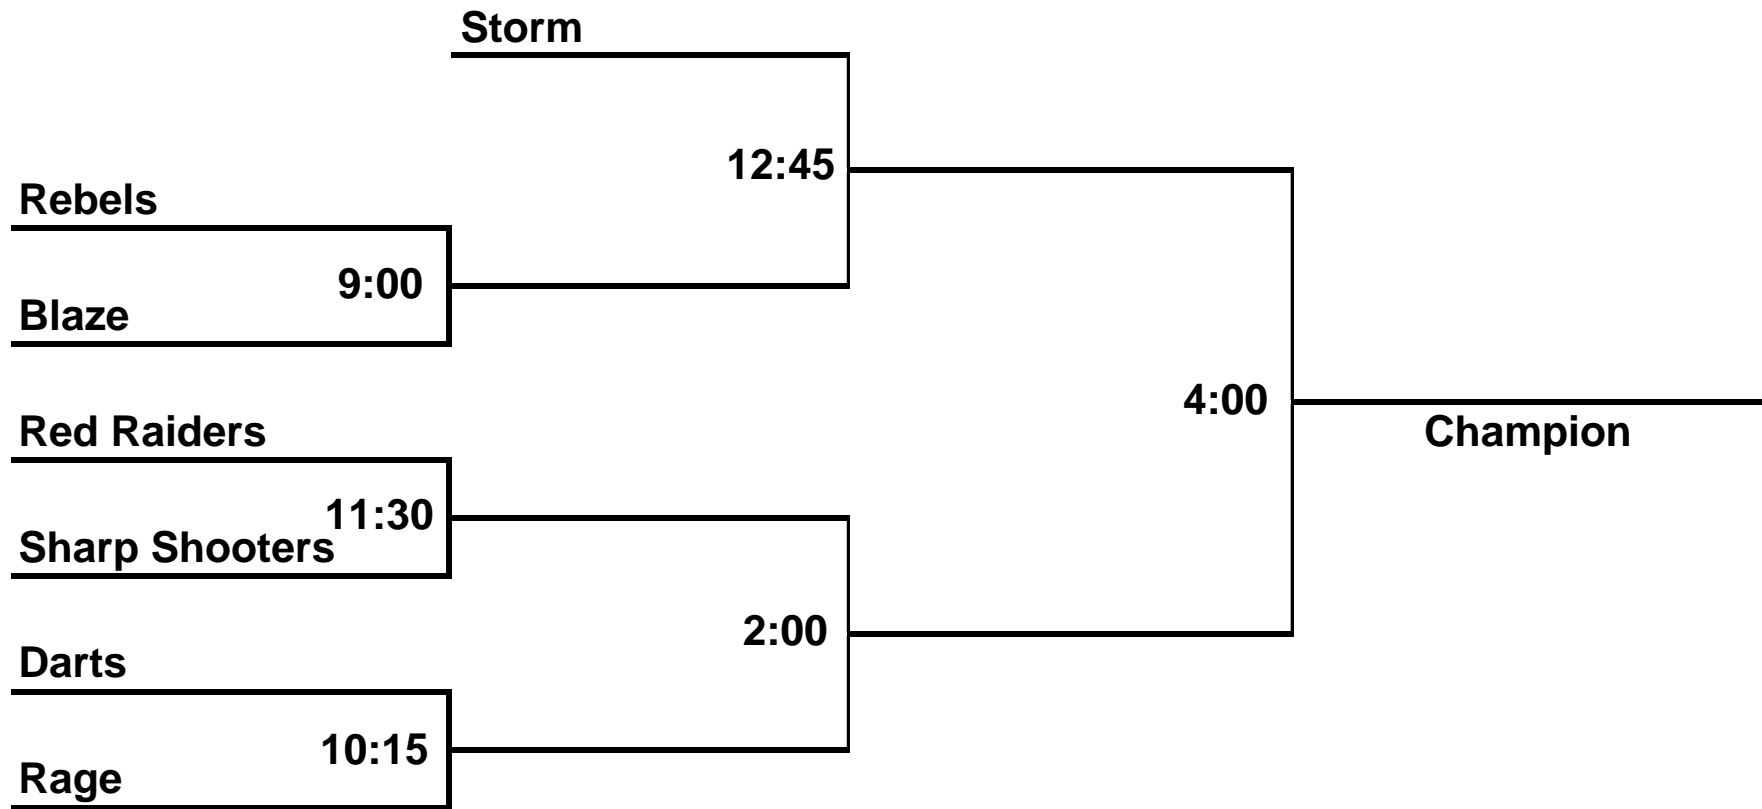 Storm
12:45
Rebels
9:00
Blaze
4:00
Red Raiders
Champion
11:30
Sharp Shooters
2:00
Darts
10:15
Rage